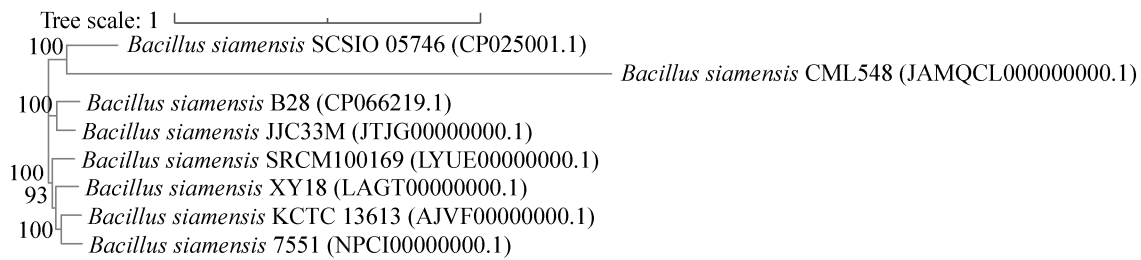 Tree scale: 1
100
Bacillus siamensis SCSIO 05746 (CP025001.1)
Bacillus siamensis CML548 (JAMQCL000000000.1)
100
Bacillus siamensis B28 (CP066219.1)
Bacillus siamensis JJC33M (JTJG00000000.1)
Bacillus siamensis SRCM100169 (LYUE00000000.1)
100
93
Bacillus siamensis XY18 (LAGT00000000.1)
Bacillus siamensis KCTC 13613 (AJVF00000000.1)
100
Bacillus siamensis 7551 (NPCI00000000.1)